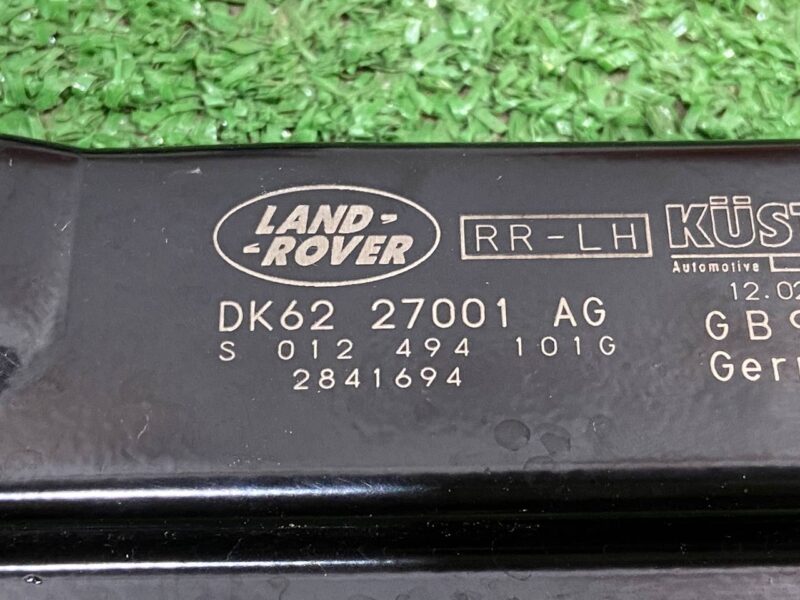 LAND-
-ROVER
RR-LH
Automotive
DK62 27001 AG
S 012 494 101G
2841694